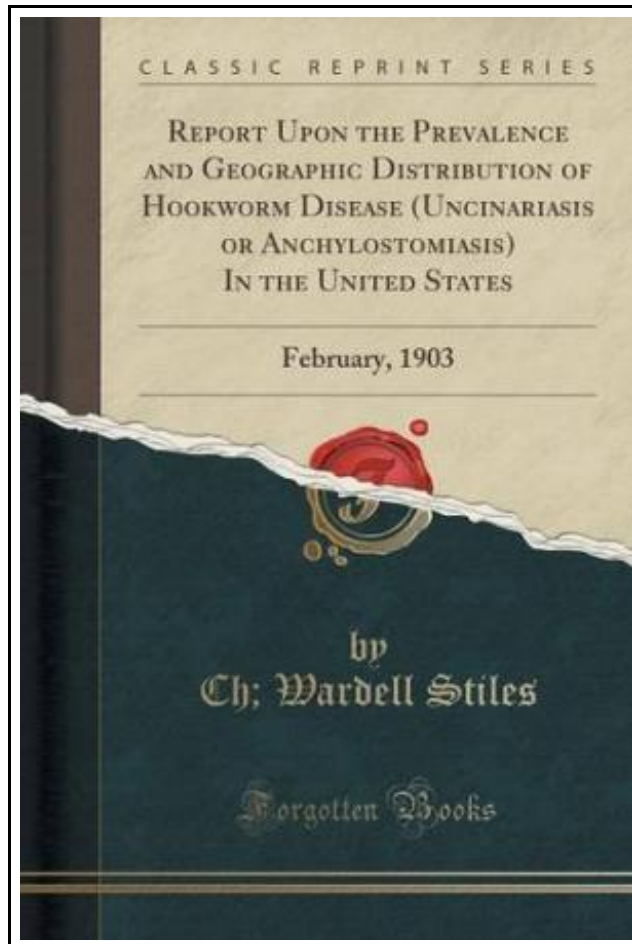 CLASSIC REPRINT SERIES
REPORT UPON THE PREVALENCE
AND GEOGRAPHIC DISTRIBUTION OF
HOOKWORM DISEASE (UNCINARIASIS
OR ANCHYLOSTOMIASIS)
IN THE UNITED STATES
February, 1903
by
Ch; Wardell Stiles
Forgotten Books